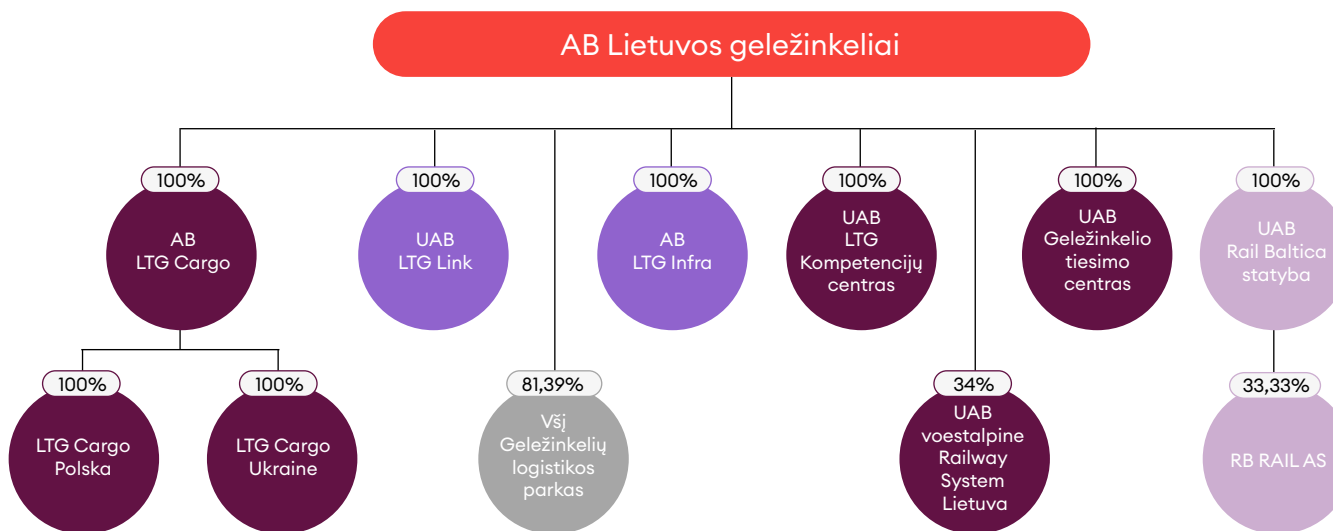 AB Lietuvos geležinkeliai
100%
AB
LTG Cargo
100%
UAB
LTG Link
100%
AB
LTG Infra
100%
UAB
LTG
Kompetencijų
centras
100%
UAB
Geležinkelio
tiesimo
centras
100%
UAB
Rail Baltica
statyba
100%
LTG Cargo
Polska
100%
LTG Cargo
Ukraine
81,39%
Všį
Geležinkelių
logistikos
parkas
34%
UAB
voestalpine
Railway
System
Lietuva
33,33%
RB RAIL AS